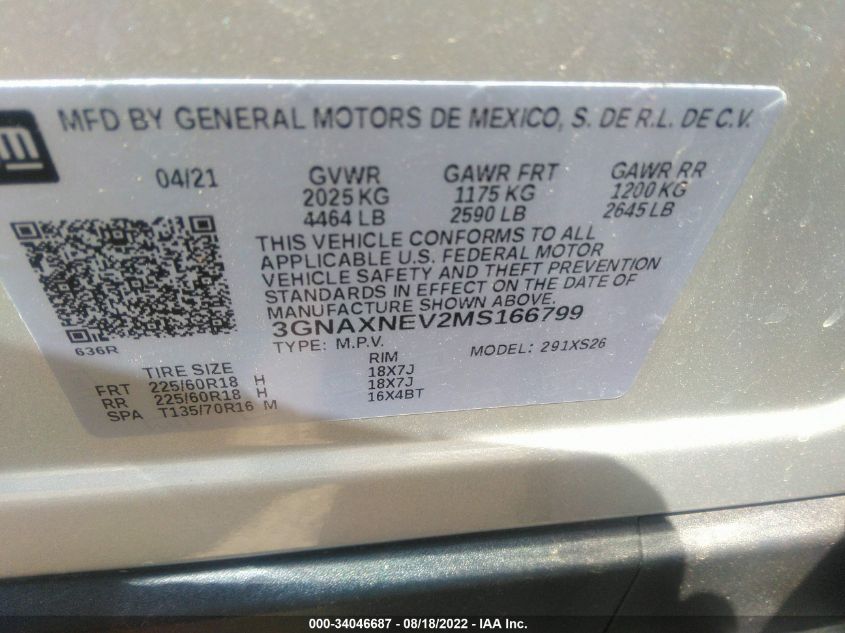 gm
MFD BY GENERAL MOTORS DE MEXICO, S. DE R.L. DE C.V.
04/21 GVWR GAWR FRT GAWR RR
2025 KG 1175 KG 1200 KG
4464 LB 2590 LB 2645 LB
THIS VEHICLE CONFORMS TO ALL
APPLICABLE U.S. FEDERAL MOTOR
VEHICLE SAFETY AND THEFT PREVENTION
STANDARDS IN EFFECT ON THE DATE OF
MANUFACTURE SHOWN ABOVE.
3GNAXNEV2MS166799
636R TYPE: M.P.V. MODEL: 291XS26
TIRE SIZE RIM
FRT 225/60R18 H 18X7J
RR 225/60R18 H 18X7J
SPA T135/70R16 M 16X4BT
000-34046687 - 08/18/2022 - IAA Inc.